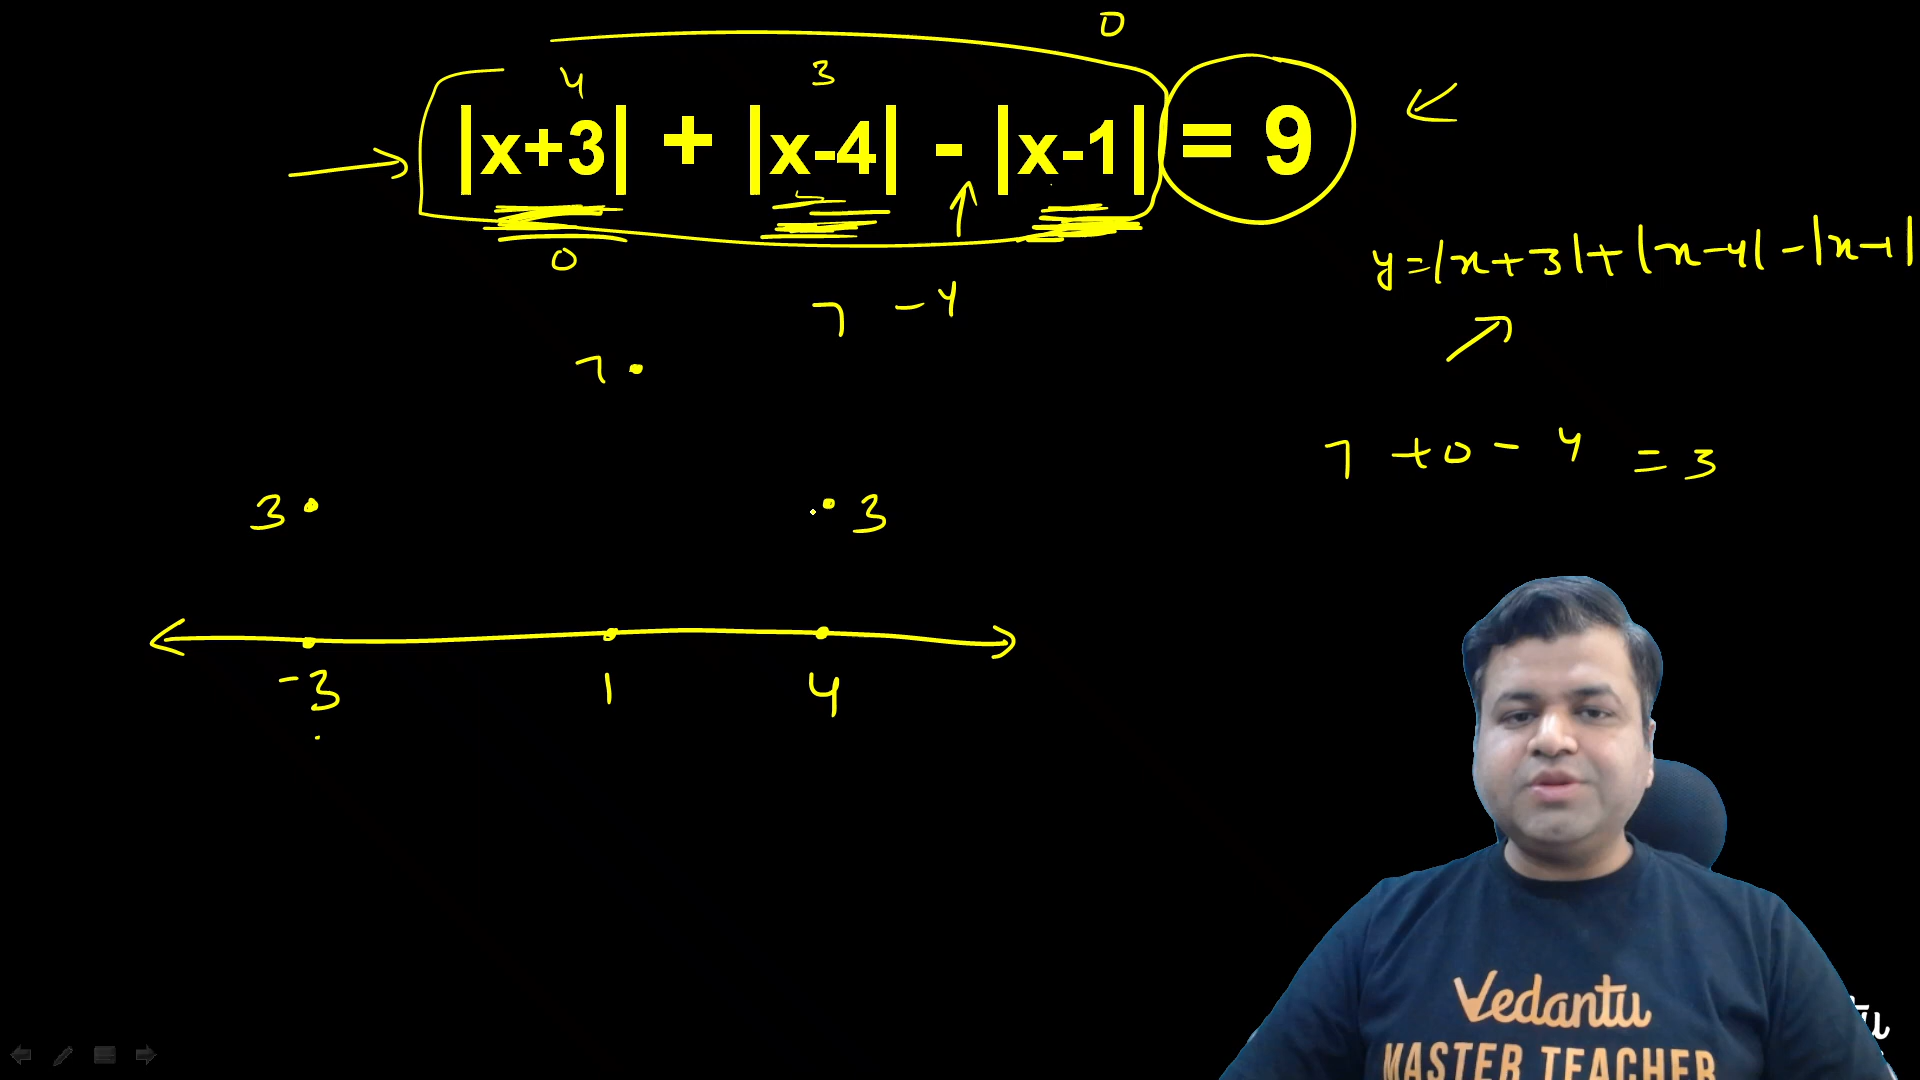 0
4 3
|x+3| + |x-4| - |x-1| = 9
0
y=|x+3|+|x-4|-|x-1|
7 -4
7
7 +0 - 4 = 3
3 3
-3 1 4
Vedantu
MASTER TEACHER